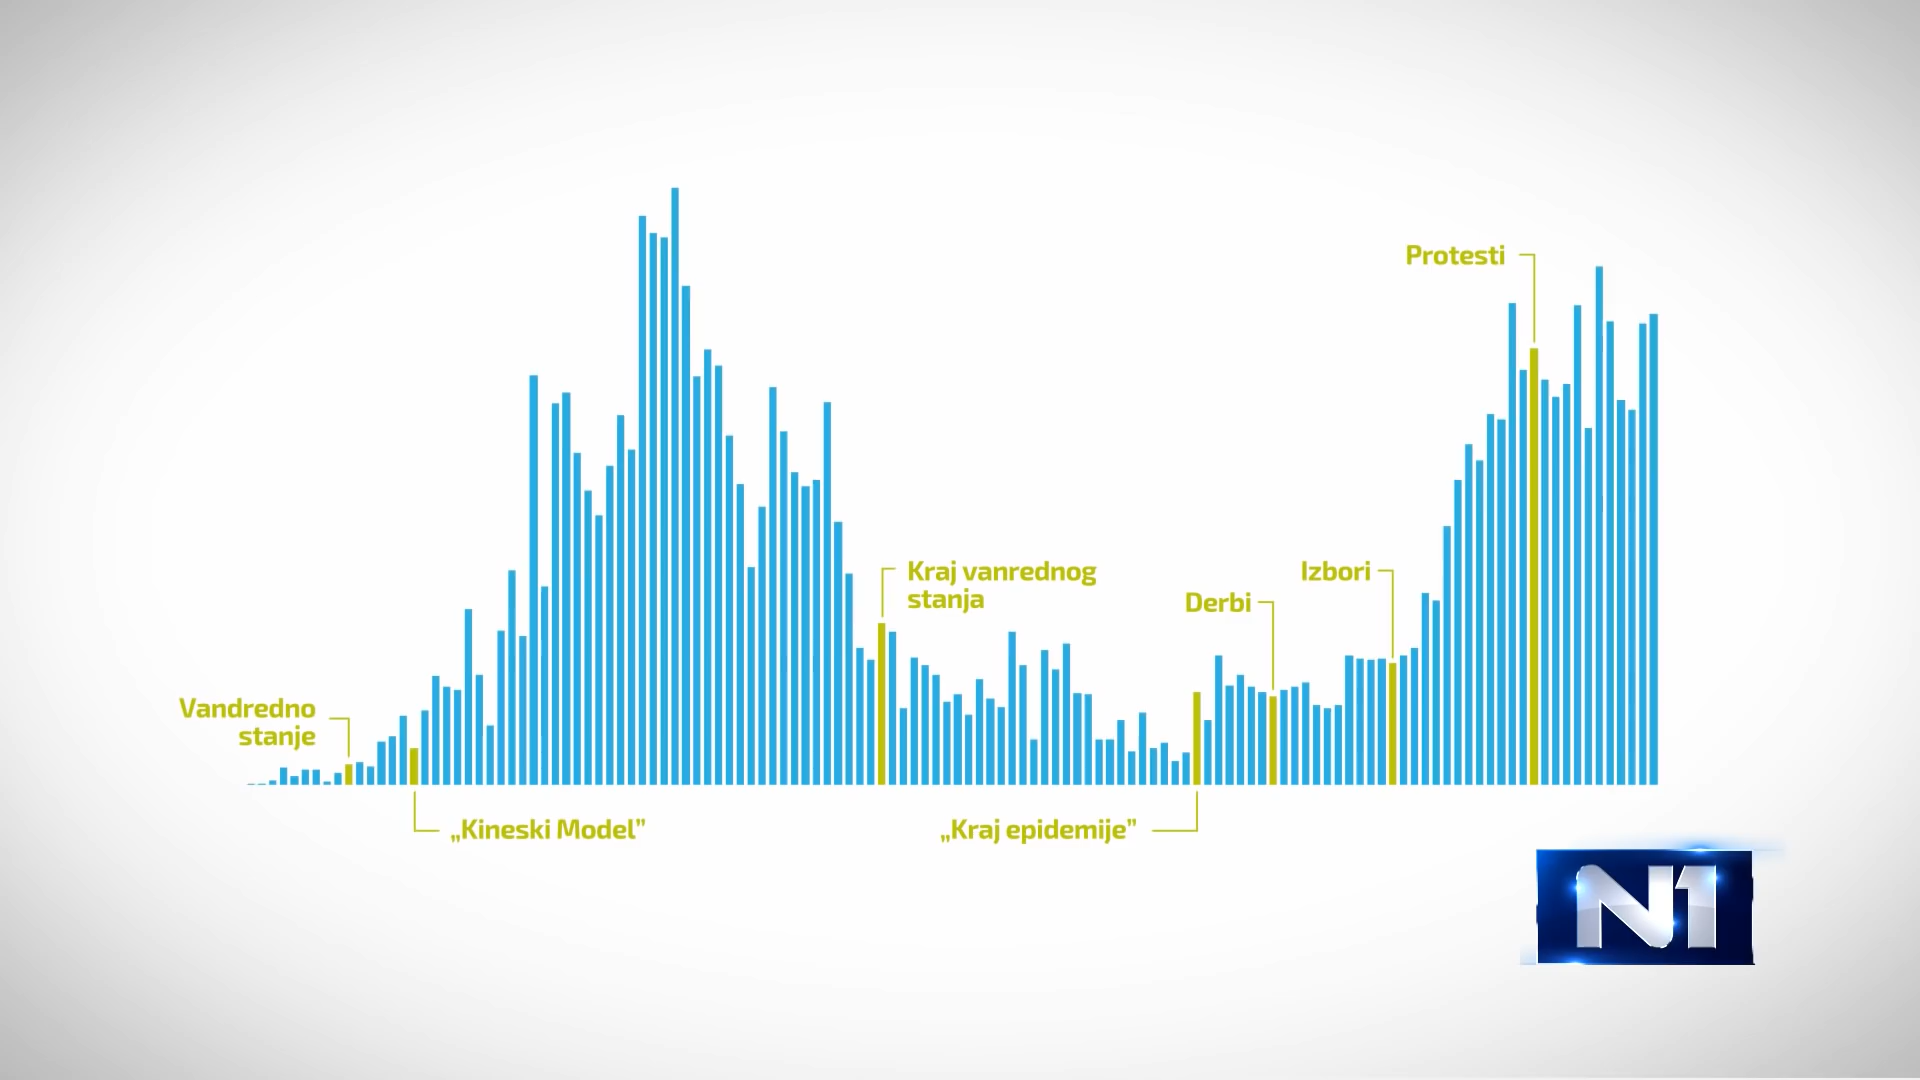 Protesti
Kraj vanrednog
stanja
Izbori
Derbi
Vandredno
stanje
„Kineski Model”
„Kraj epidemije”
N1